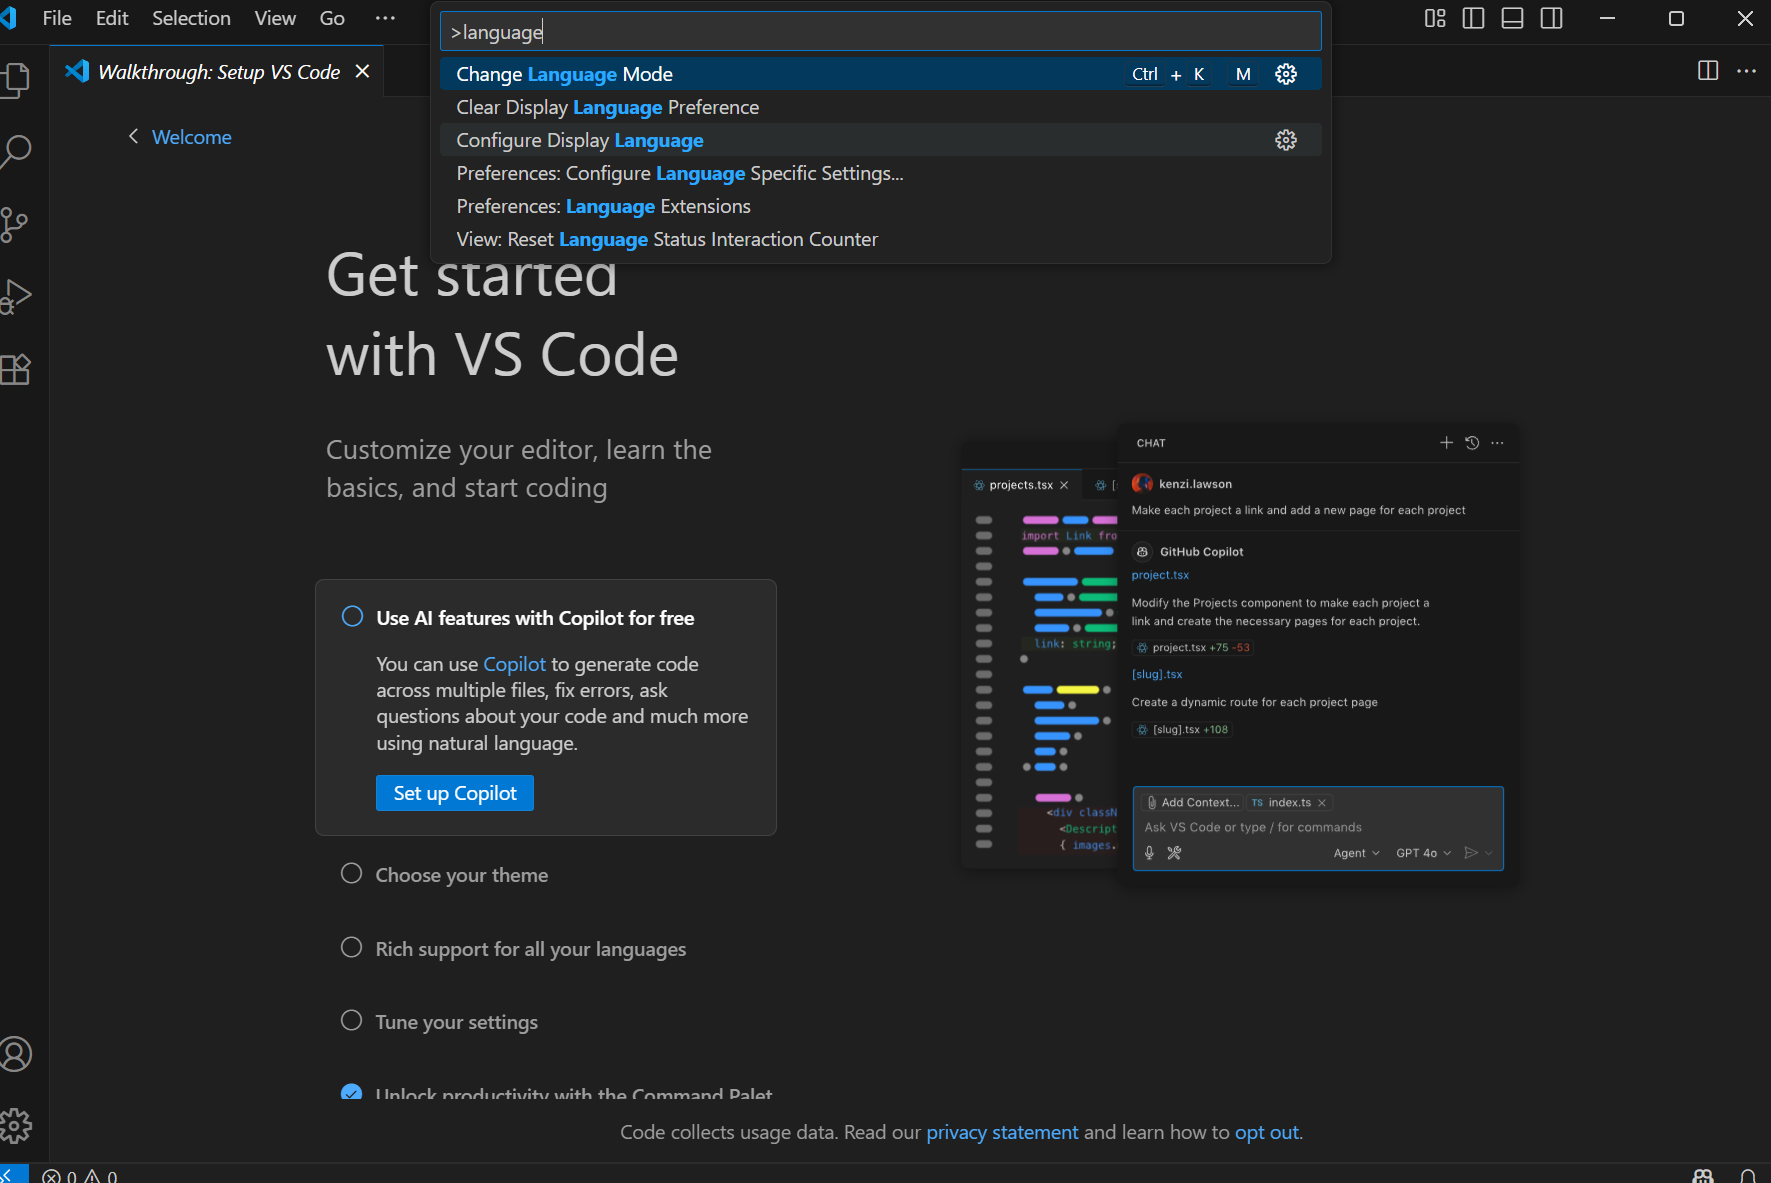 File Edit Selection View Go ···
>language
Change Language Mode Ctrl + K M
Clear Display Language Preference
Configure Display Language
Preferences: Configure Language Specific Settings...
Preferences: Language Extensions
View: Reset Language Status Interaction Counter
Walkthrough: Setup VS Code
Welcome
Get started
with VS Code
Customize your editor, learn the
basics, and start coding
Use AI features with Copilot for free
You can use Copilot to generate code
across multiple files, fix errors, ask
questions about your code and much more
using natural language.
Set up Copilot
Choose your theme
Rich support for all your languages
Tune your settings
Unlock productivity with the Command Palet
projects.tsx
import Link fro
link: string;
<div classN
<Descript
{ images.
CHAT
kenzi.lawson
Make each project a link and add a new page for each project
GitHub Copilot
project.tsx
Modify the Projects component to make each project a
link and create the necessary pages for each project.
project.tsx +75 -53
[slug].tsx
Create a dynamic route for each project page
[slug].tsx +108
Add Context... TS index.ts
Ask VS Code or type / for commands
Agent GPT 4o
Code collects usage data. Read our privacy statement and learn how to opt out.
0 0